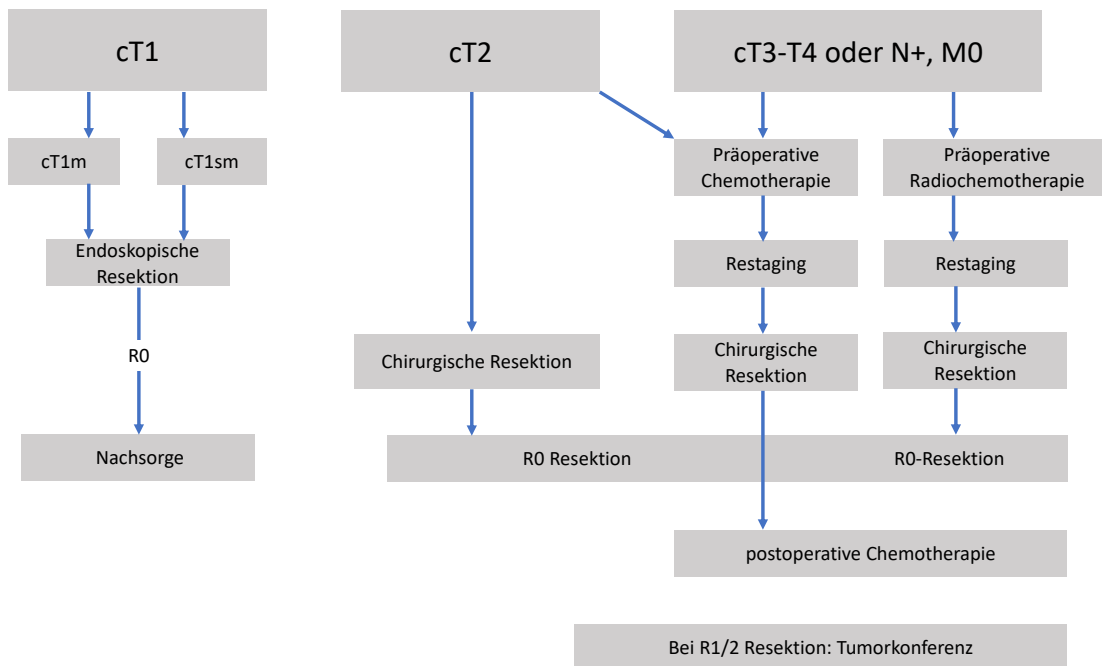 cT1
cT2
cT3-T4 oder N+, M0
cT1m
cT1sm
Präoperative
Chemotherapie
Präoperative
Radiochemotherapie
Endoskopische
Resektion
Restaging
Restaging
R0
Chirurgische Resektion
Chirurgische
Resektion
Chirurgische
Resektion
Nachsorge
R0 Resektion
R0-Resektion
postoperative Chemotherapie
Bei R1/2 Resektion: Tumorkonferenz